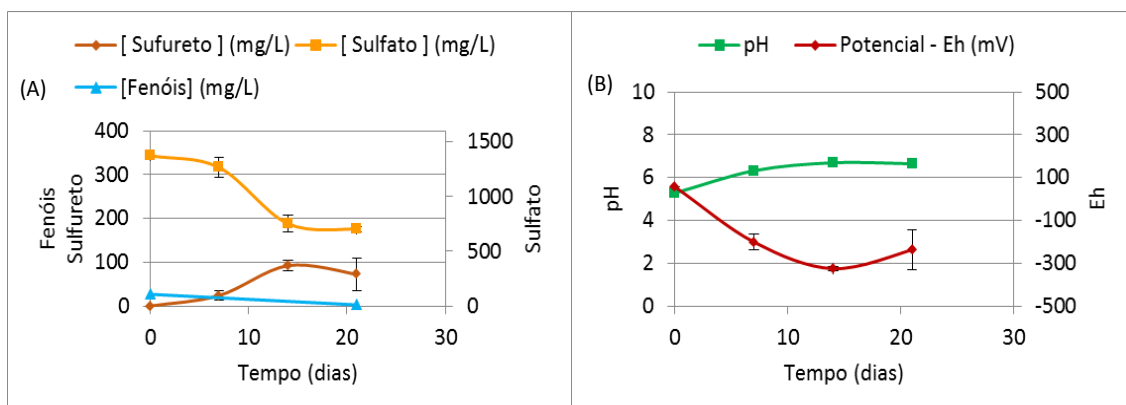 [ Sufureto ] (mg/L) [ Sulfato ] (mg/L)
[Fenóis] (mg/L)
(A)
400
300
200
100
0
Fenóis
Sulfureto
1500
1000
500
0
Sulfato
0 10 20 30
Tempo (dias)
pH Potencial - Eh (mV)
(B)
10
8
6
4
2
0
pH
500
300
100
-100
-300
-500
Eh
0 10 20 30
Tempo (dias)